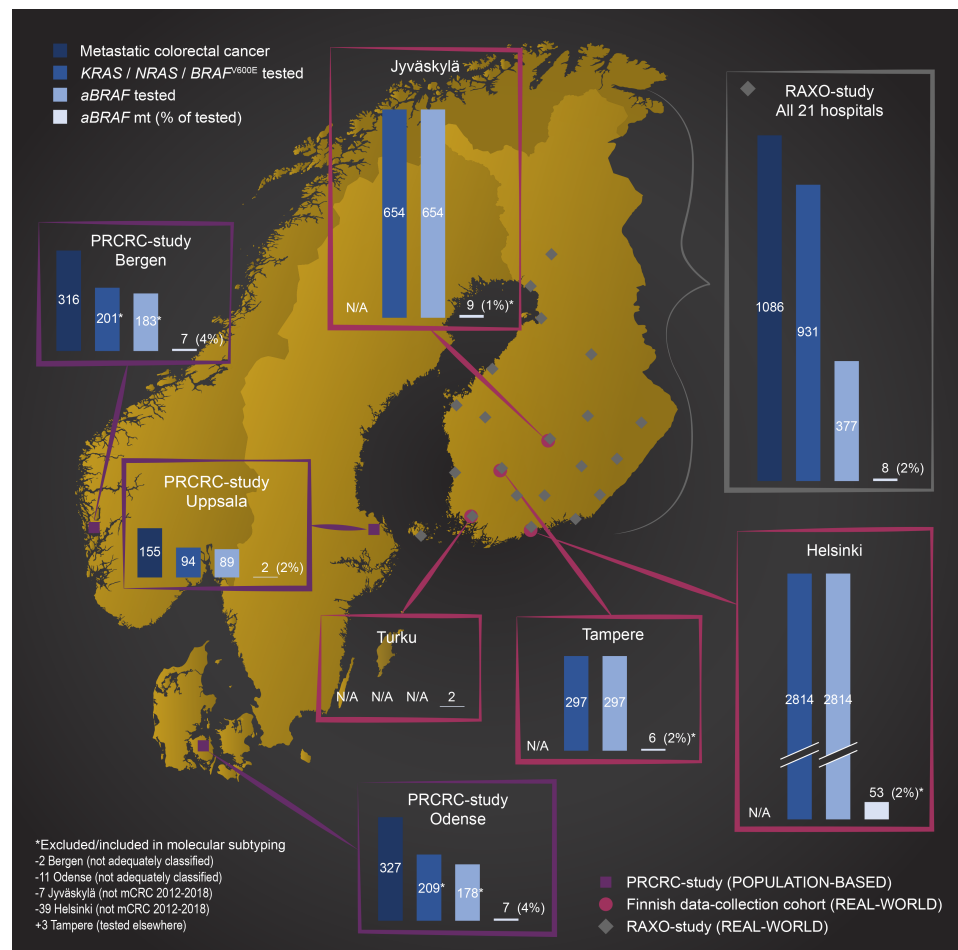 Metastatic colorectal cancer
KRAS / NRAS / BRAFV600E tested
aBRAF tested
aBRAF mt (% of tested)
Jyväskylä
654
654
N/A
9 (1%)*
RAXO-study
All 21 hospitals
1086
931
377
8 (2%)
PRCRC-study
Bergen
316
201*
183*
7 (4%)
PRCRC-study
Uppsala
155
94
89
2 (2%)
Turku
N/A
N/A
N/A
2
Tampere
N/A
297
297
6 (2%)*
Helsinki
N/A
2814
2814
53 (2%)*
PRCRC-study
Odense
327
209*
178*
7 (4%)
*Excluded/included in molecular subtyping
-2 Bergen (not adequately classified)
-11 Odense (not adequately classified)
-7 Jyväskylä (not mCRC 2012-2018)
-39 Helsinki (not mCRC 2012-2018)
+3 Tampere (tested elsewhere)
PRCRC-study (POPULATION-BASED)
Finnish data-collection cohort (REAL-WORLD)
RAXO-study (REAL-WORLD)